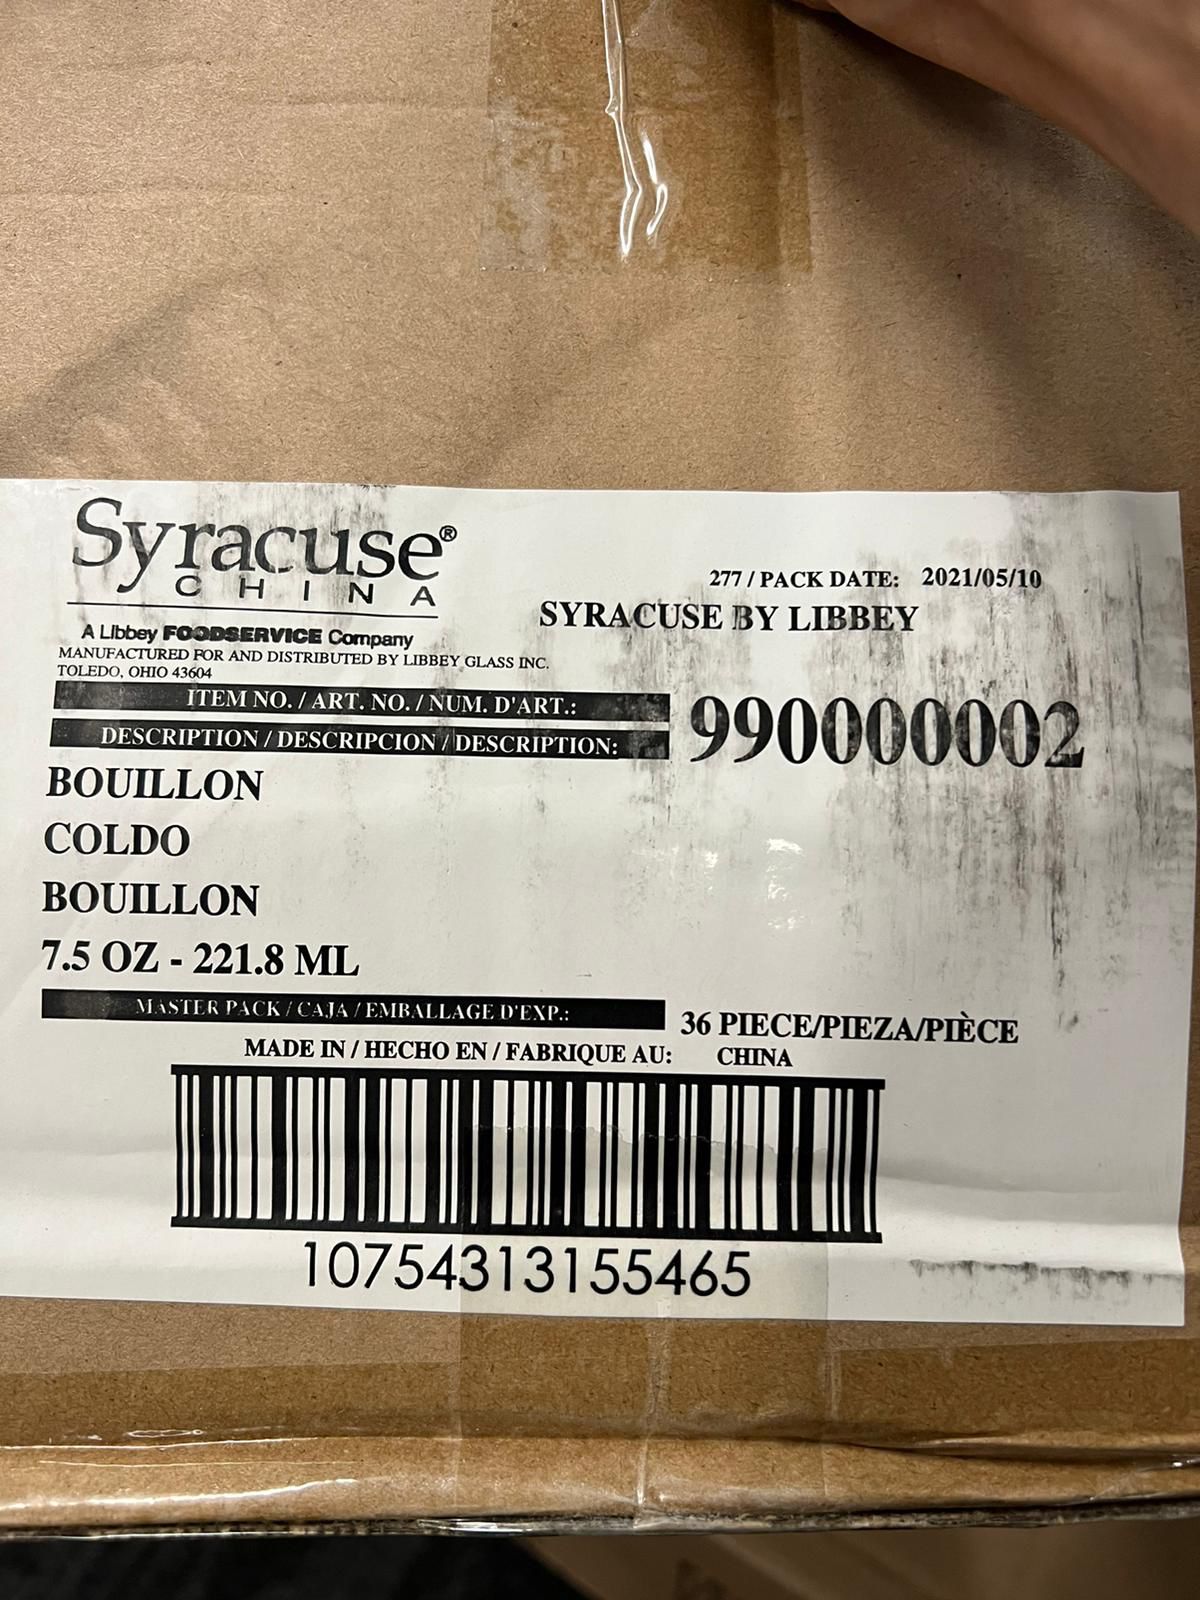 Syracuse®
CHINA
A Libbey FOODSERVICE Company
MANUFACTURED FOR AND DISTRIBUTED BY LIBBEY GLASS INC.
TOLEDO, OHIO 43604
277 / PACK DATE: 2021/05/10
SYRACUSE BY LIBBEY
ITEM NO. / ART. NO. / NUM. D'ART.: 990000002
DESCRIPTION / DESCRIPCION / DESCRIPTION:
BOUILLON
COLDO
BOUILLON
7.5 OZ - 221.8 ML
MASTER PACK / CAJA / EMBALLAGE D'EXP.: 36 PIECE/PIEZA/PIÈCE
MADE IN / HECHO EN / FABRIQUE AU: CHINA
10754313155465